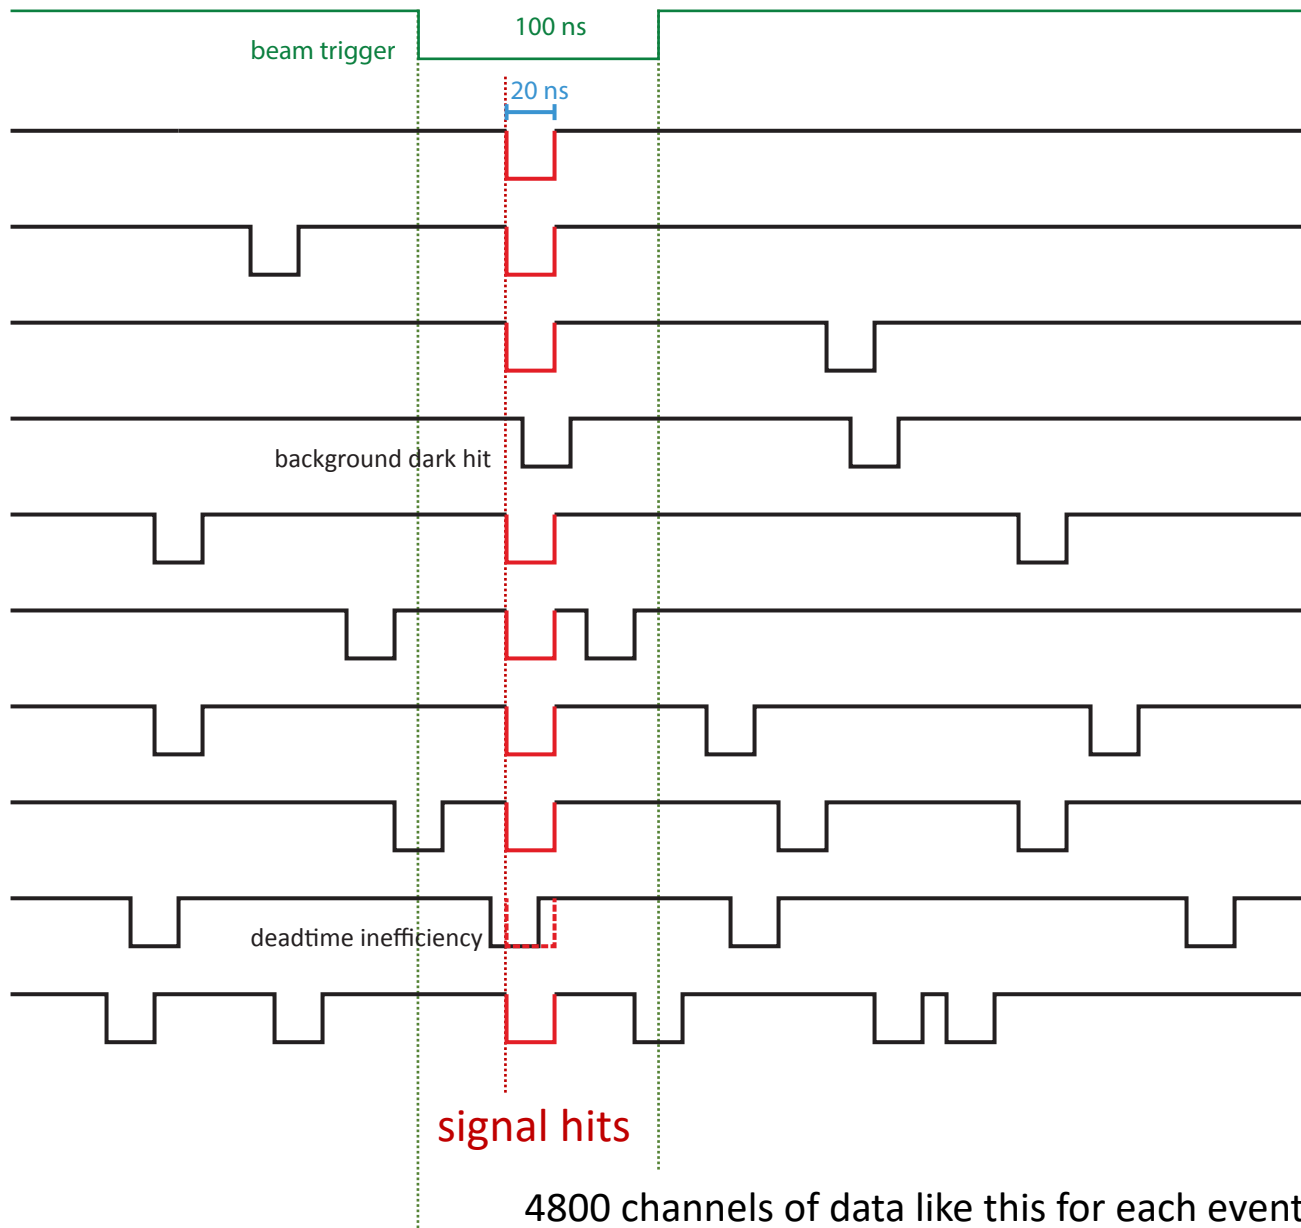 100 ns
beam trigger
20 ns
background dark hit
deadtime inefficiency
signal hits
4800 channels of data like this for each event